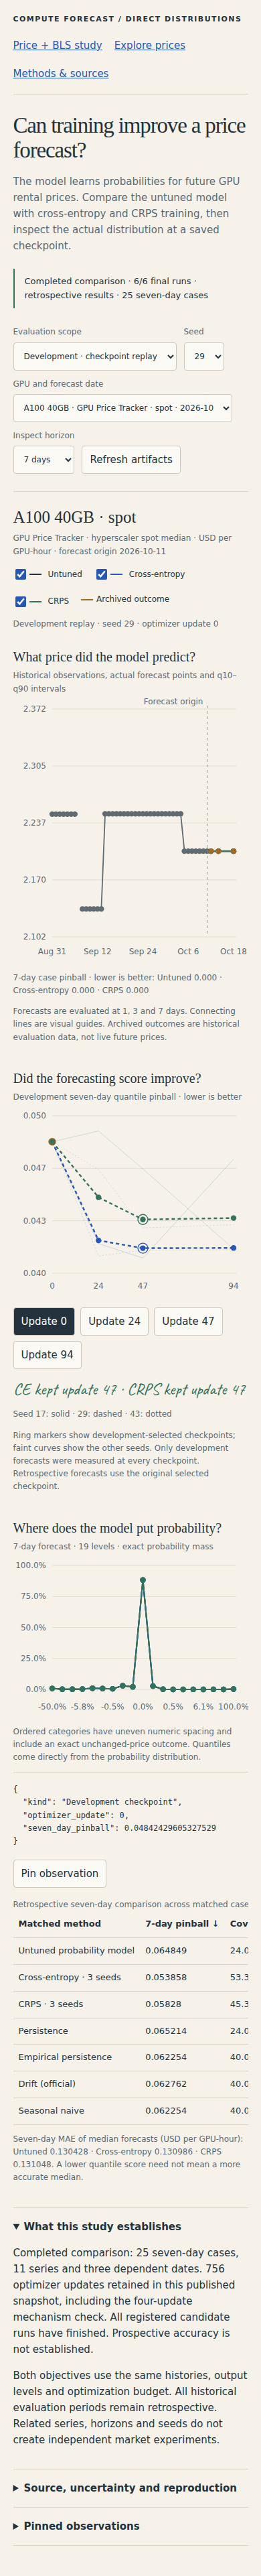 COMPUTE FORECAST / DIRECT DISTRIBUTIONS
Price + BLS study Explore prices
Methods & sources
Can training improve a price
forecast?
The model learns probabilities for future GPU
rental prices. Compare the untuned model
with cross-entropy and CRPS training, then
inspect the actual distribution at a saved
checkpoint.
Completed comparison · 6/6 final runs ·
retrospective results · 25 seven-day cases
Evaluation scope Seed
Development · checkpoint replay 29
GPU and forecast date
A100 40GB · GPU Price Tracker · spot · 2026-10
Inspect horizon
7 days Refresh artifacts
A100 40GB · spot
GPU Price Tracker · hyperscaler spot median · USD per
GPU-hour · forecast origin 2026-10-11
Untuned Cross-entropy
CRPS Archived outcome
Development replay · seed 29 · optimizer update 0
What price did the model predict?
Historical observations, actual forecast points and q10–
q90 intervals
Forecast origin
2.372
2.305
2.237
2.170
2.102
Aug 31 Sep 12 Sep 24 Oct 6 Oct 18
7-day case pinball · lower is better: Untuned 0.000 ·
Cross-entropy 0.000 · CRPS 0.000
Forecasts are evaluated at 1, 3 and 7 days. Connecting
lines are visual guides. Archived outcomes are historical
evaluation data, not live future prices.
Did the forecasting score improve?
Development seven-day quantile pinball · lower is better
0.050
0.047
0.043
0.040
0 24 47 94
Update 0 Update 24 Update 47
Update 94
CE kept update 47 · CRPS kept update 47
Seed 17: solid · 29: dashed · 43: dotted
Ring markers show development-selected checkpoints;
faint curves show the other seeds. Only development
forecasts were measured at every checkpoint.
Retrospective forecasts use the original selected
checkpoint.
Where does the model put probability?
7-day forecast · 19 levels · exact probability mass
100.0%
75.0%
50.0%
25.0%
0.0%
-50.0% -5.8% -0.5% 0.0% 0.5% 6.1% 100.0%
Ordered categories have uneven numeric spacing and
include an exact unchanged-price outcome. Quantiles
come directly from the probability distribution.
{
"kind": "Development checkpoint",
"optimizer_update": 0,
"seven_day_pinball": 0.04842429605327529
}
Pin observation
Retrospective seven-day comparison across matched case
Matched method 7-day pinball ↓ Cov
Untuned probability model 0.064849 24.0
Cross-entropy · 3 seeds 0.053858 53.3
CRPS · 3 seeds 0.05828 45.3
Persistence 0.065214 24.0
Empirical persistence 0.062254 40.0
Drift (official) 0.062762 40.0
Seasonal naive 0.062254 40.0
Seven-day MAE of median forecasts (USD per GPU-hour):
Untuned 0.130428 · Cross-entropy 0.130986 · CRPS
0.131048. A lower quantile score need not mean a more
accurate median.
▼ What this study establishes
Completed comparison: 25 seven-day cases,
11 series and three dependent dates. 756
optimizer updates retained in this published
snapshot, including the four-update
mechanism check. All registered candidate
runs have finished. Prospective accuracy is
not established.
Both objectives use the same histories, output
levels and optimization budget. All historical
evaluation periods remain retrospective.
Related series, horizons and seeds do not
create independent market experiments.
▶ Source, uncertainty and reproduction
▶ Pinned observations